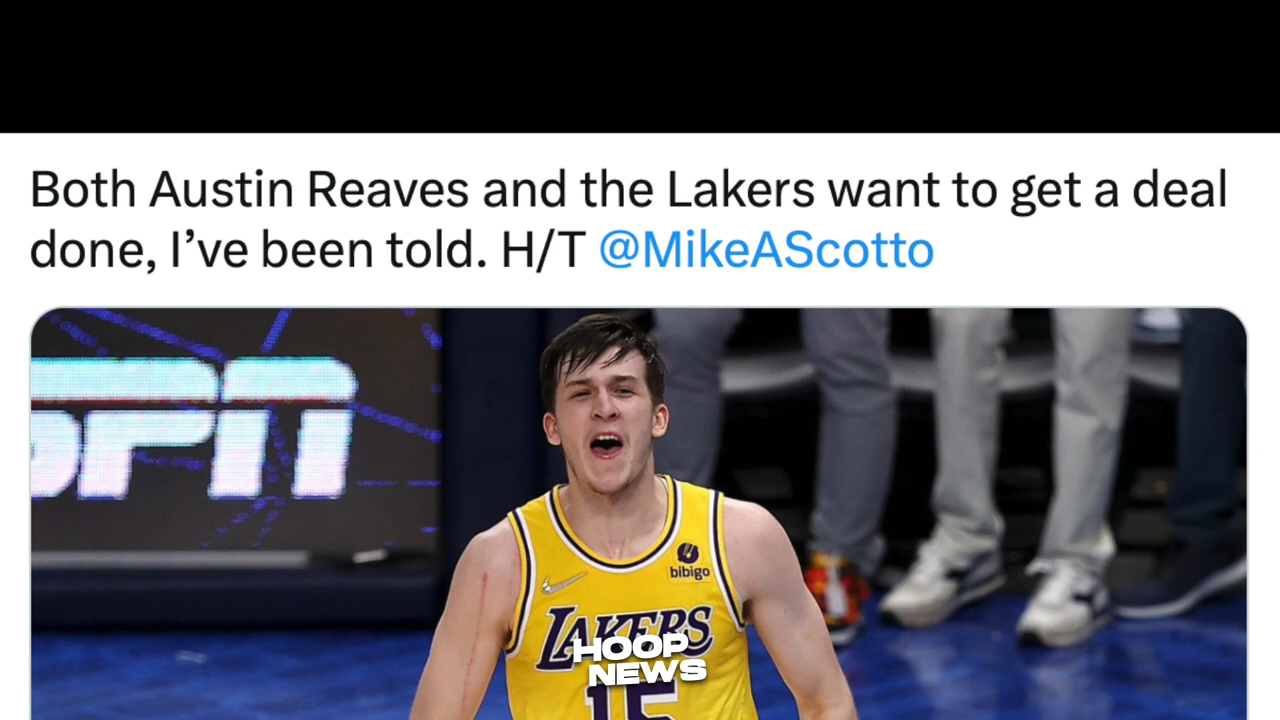 Both Austin Reaves and the Lakers want to get a deal
done, I’ve been told. H/T @MikeAScotto
bibigo
LAKERS
HOOP
NEWS
15